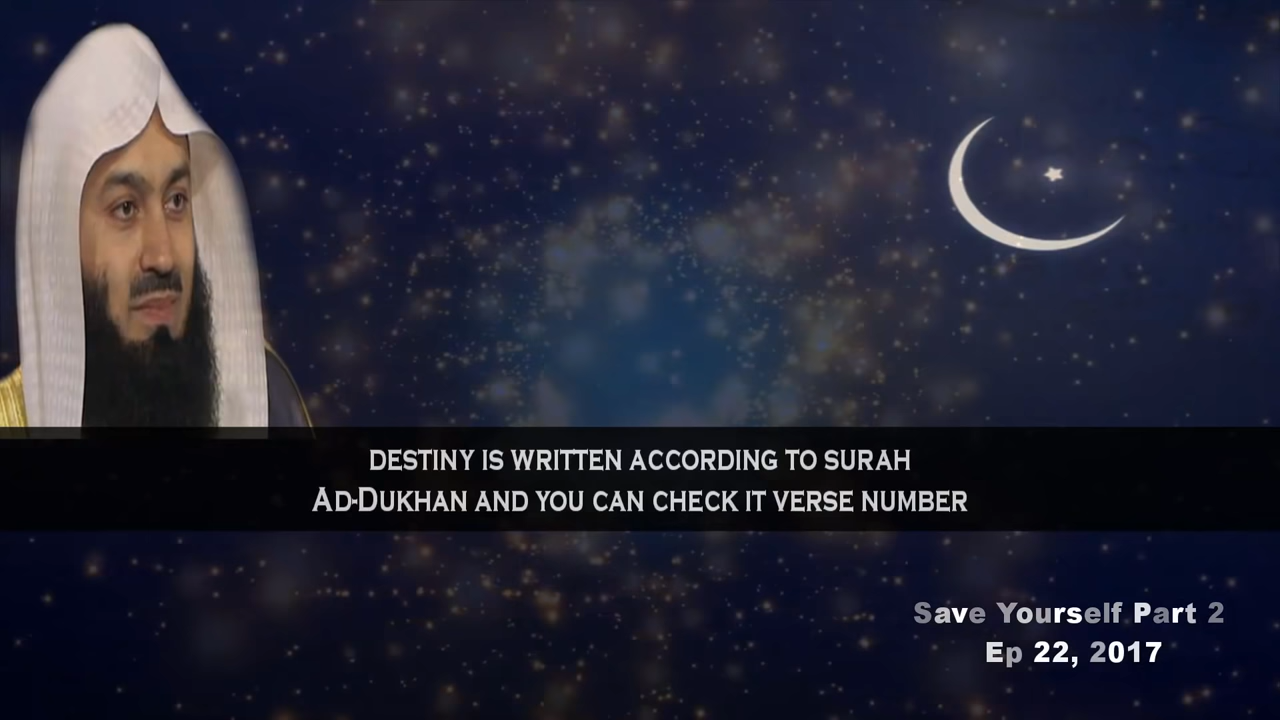 DESTINY IS WRITTEN ACCORDING TO SURAH
AD-DUKHAN AND YOU CAN CHECK IT VERSE NUMBER
Save Yourself Part 2
Ep 22, 2017